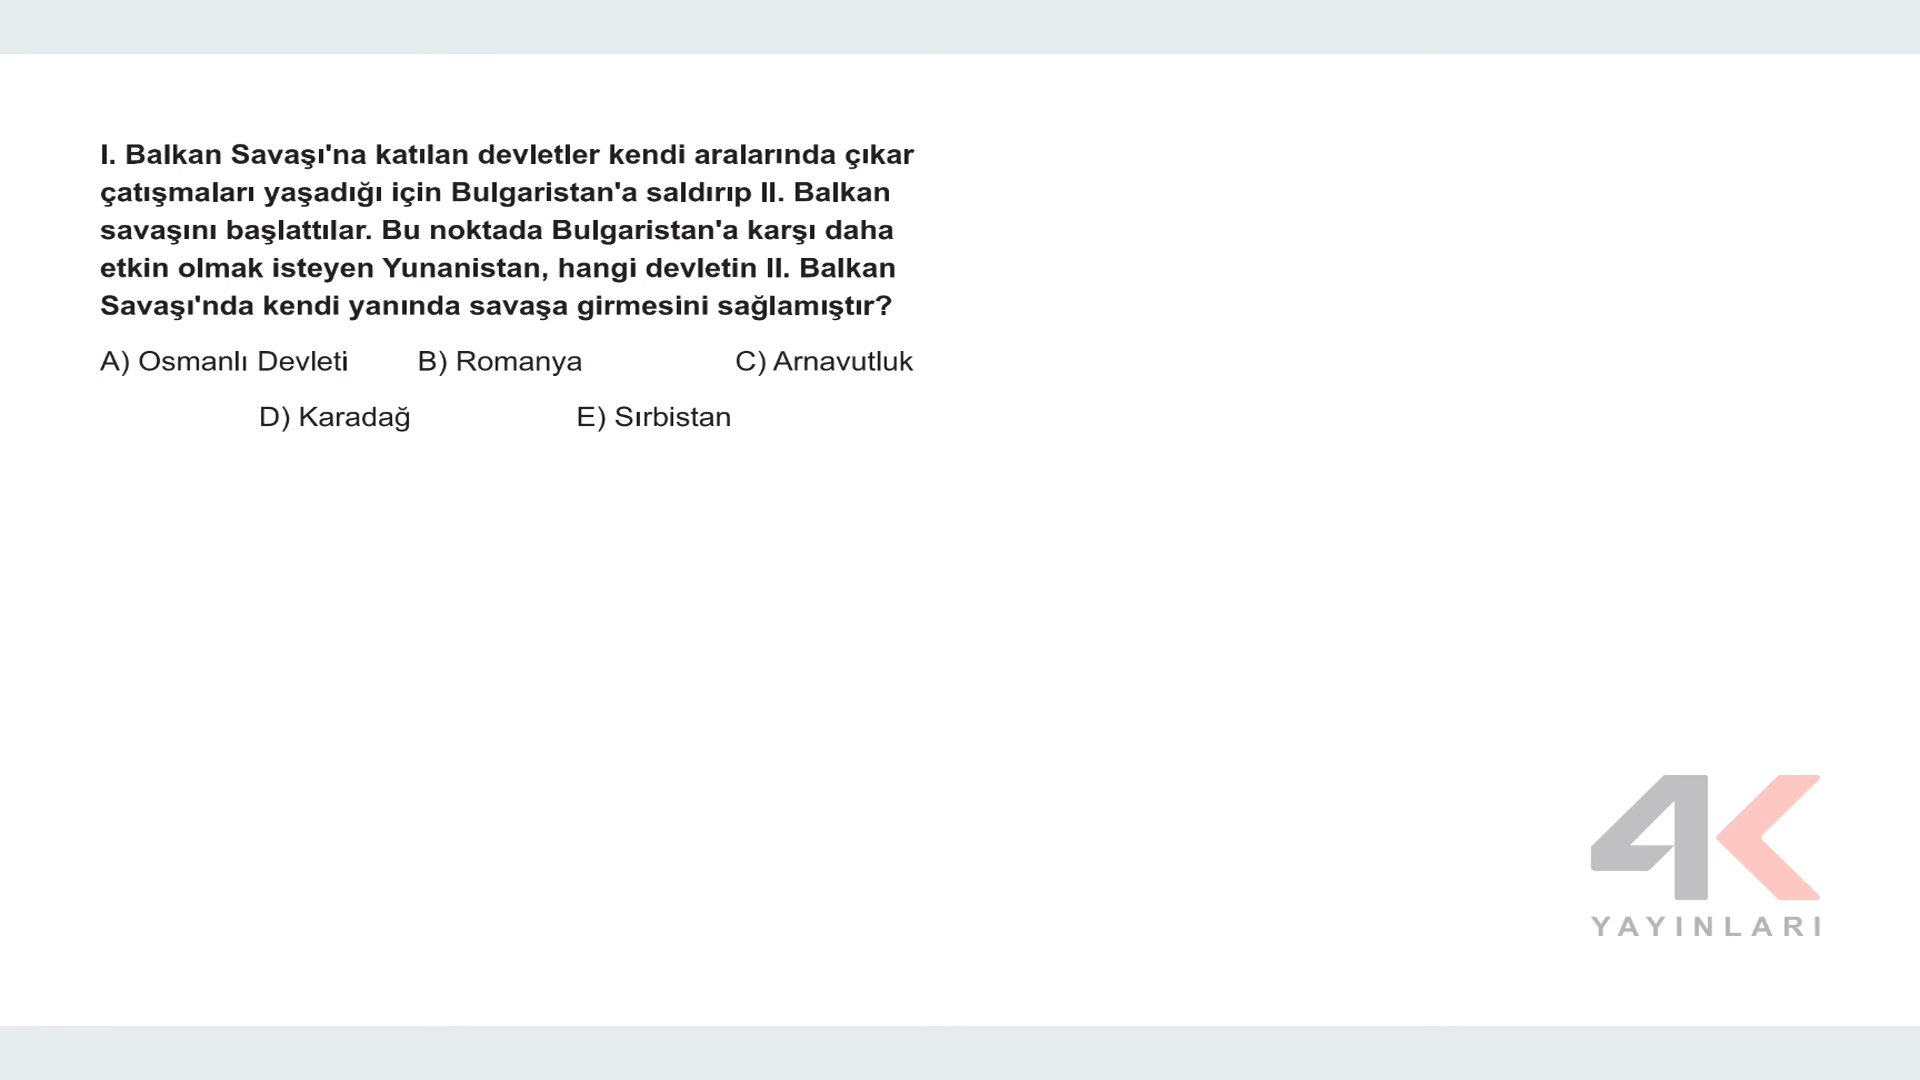 I. Balkan Savaşı'na katılan devletler kendi aralarında çıkar
çatışmaları yaşadığı için Bulgaristan'a saldırıp II. Balkan
savaşını başlattılar. Bu noktada Bulgaristan'a karşı daha
etkin olmak isteyen Yunanistan, hangi devletin II. Balkan
Savaşı'nda kendi yanında savaşa girmesini sağlamıştır?
A) Osmanlı Devleti B) Romanya C) Arnavutluk
D) Karadağ E) Sırbistan
4K
YAYINLARI